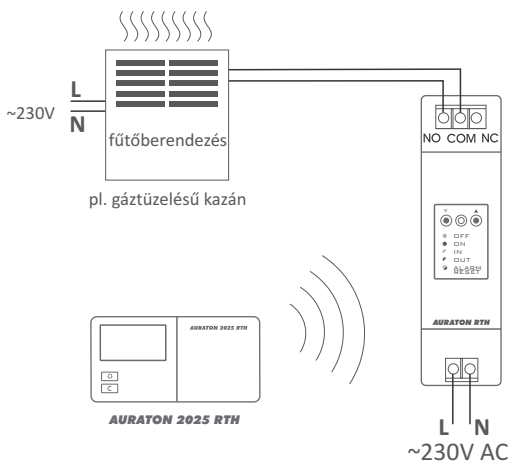 L
~230V
N
fűtőberendezés
pl. gáztüzelésű kazán
NO COM NC
OFF
ON
IN
OUT
ALARM
RESET
AURATON RTH
AURATON 2025 RTH
O
C
AURATON 2025 RTH
L N
~230V AC